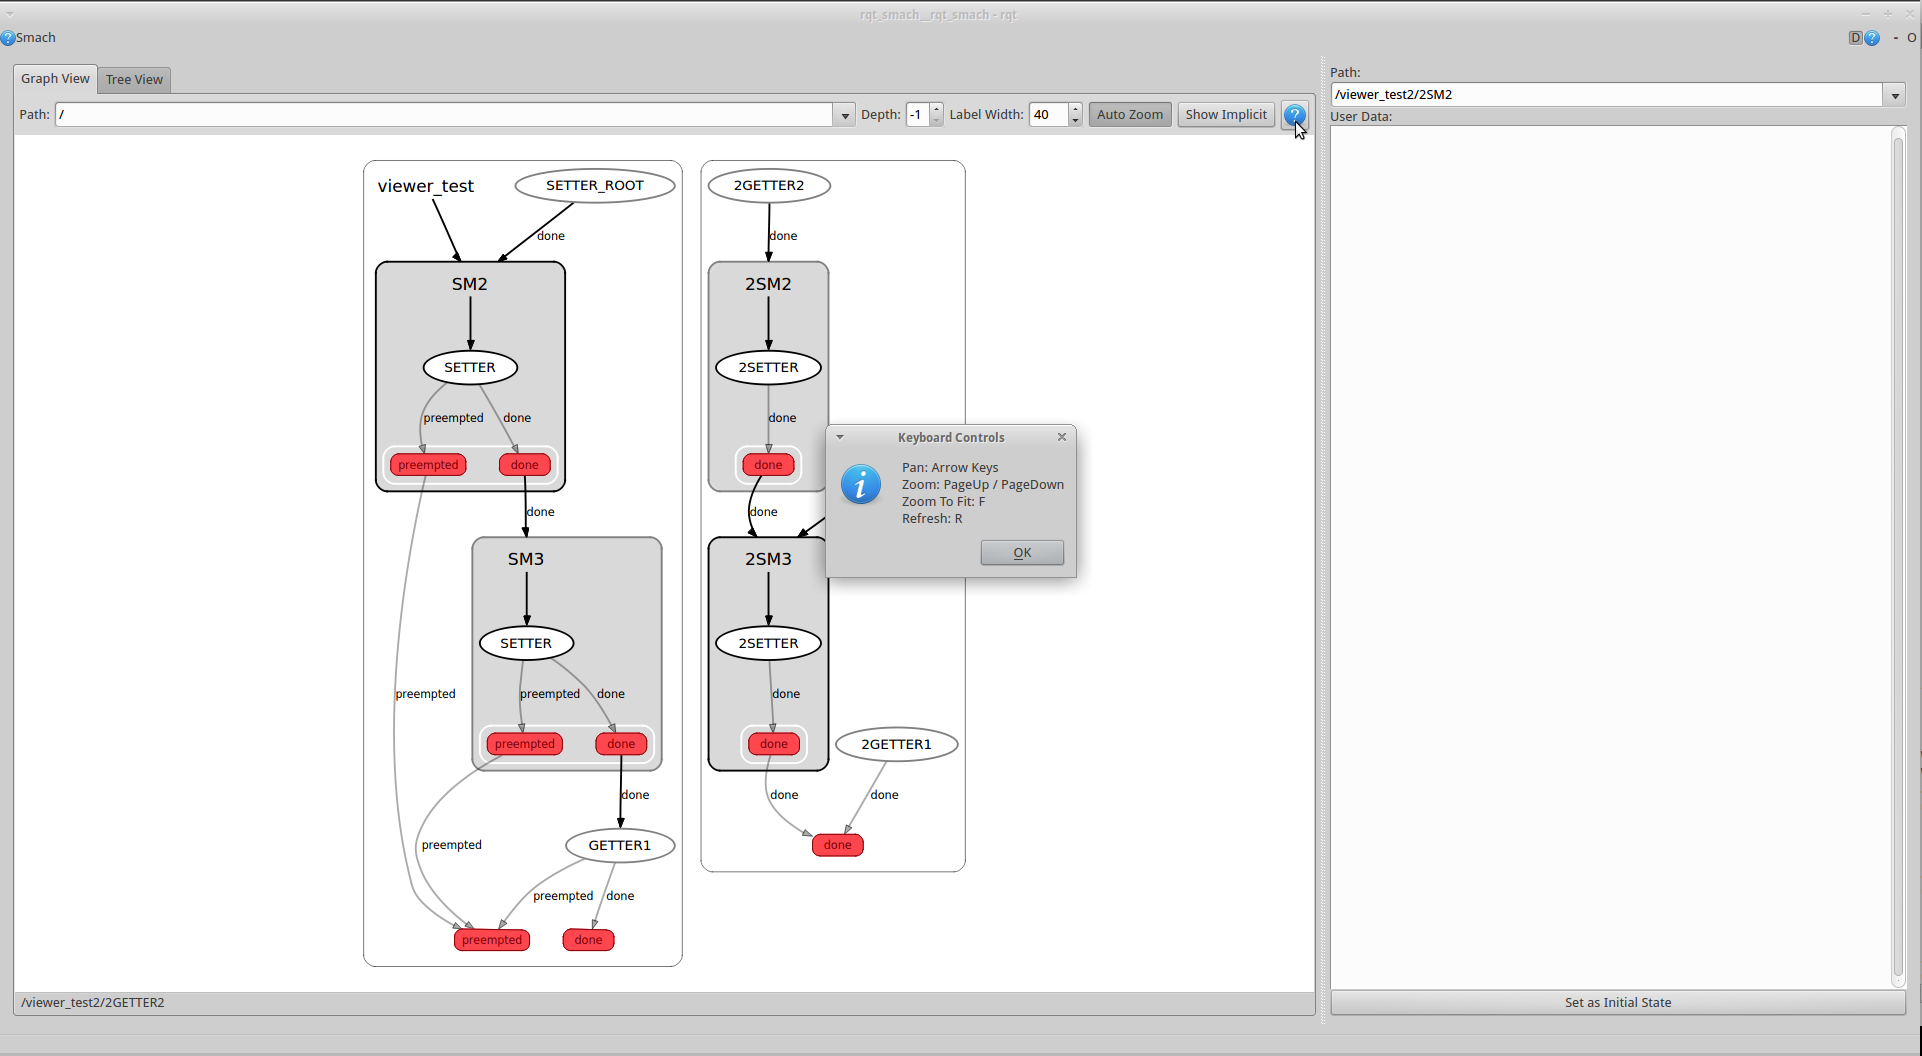 rqt_smach__rqt_smach - rqt
Smach
D ? - O
Graph View Tree View
Path: / Depth: -1 Label Width: 40 Auto Zoom Show Implicit ?
Path:
/viewer_test2/2SM2
User Data:
viewer_test SETTER_ROOT
done
SM2
SETTER
preempted done
preempted done
done
SM3
SETTER
preempted
preempted done
preempted done
done
preempted
GETTER1
preempted done
preempted done
2GETTER2
done
2SM2
2SETTER
done
done
done
2SM3
2SETTER
done
done
2GETTER1
done done
done
Keyboard Controls
Pan: Arrow Keys
Zoom: PageUp / PageDown
Zoom To Fit: F
Refresh: R
OK
/viewer_test2/2GETTER2
Set as Initial State